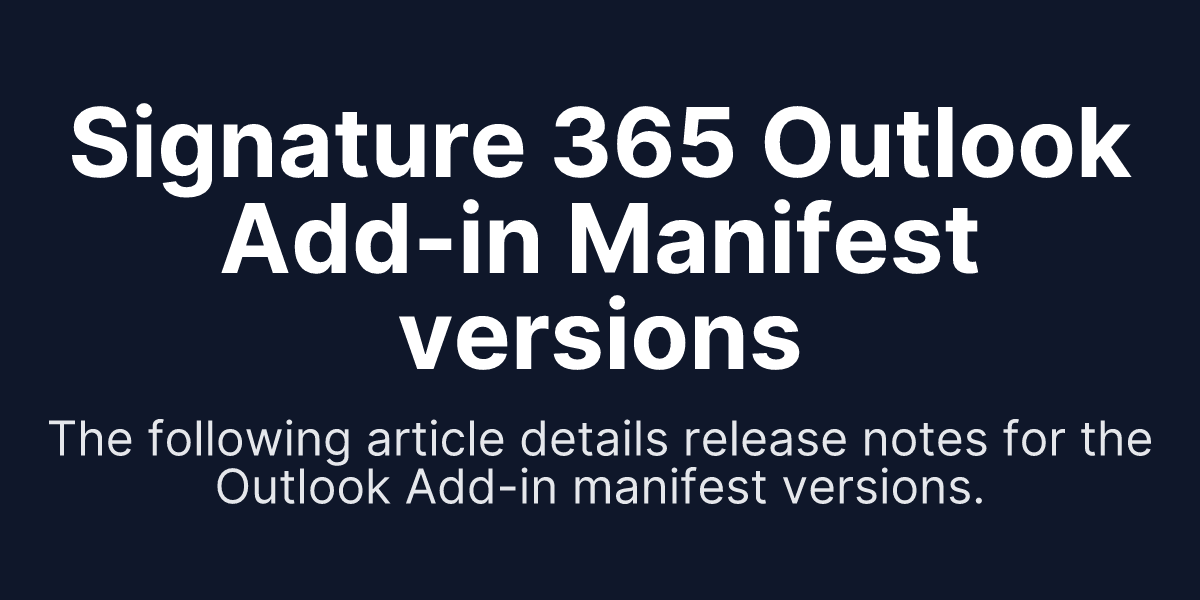 Signature 365 Outlook
Add-in Manifest
versions
The following article details release notes for the
Outlook Add-in manifest versions.